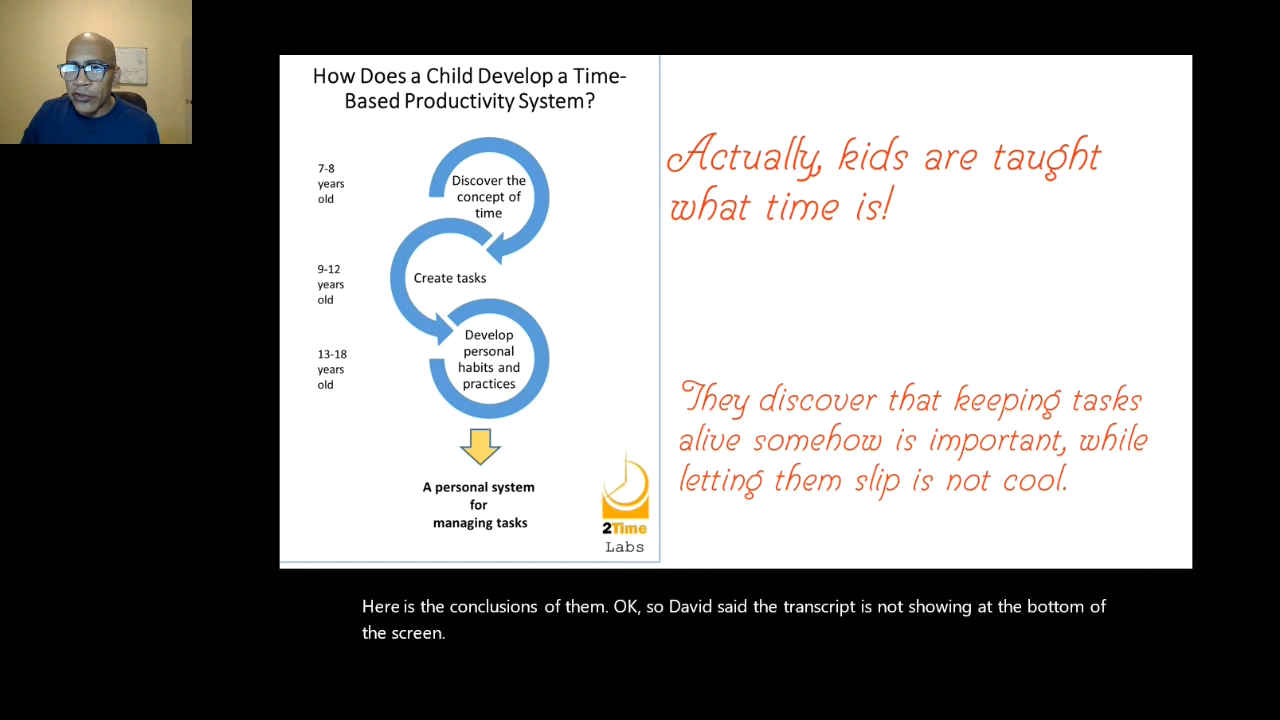 How Does a Child Develop a Time-
Based Productivity System?
7-8
years
old
Discover the
concept of
time
9-12
years
old
Create tasks
13-18
years
old
Develop
personal
habits and
practices
A personal system
for
managing tasks
2Time
Labs
Actually, kids are taught
what time is!
They discover that keeping tasks
alive somehow is important, while
letting them slip is not cool.
Here is the conclusions of them. OK, so David said the transcript is not showing at the bottom of
the screen.